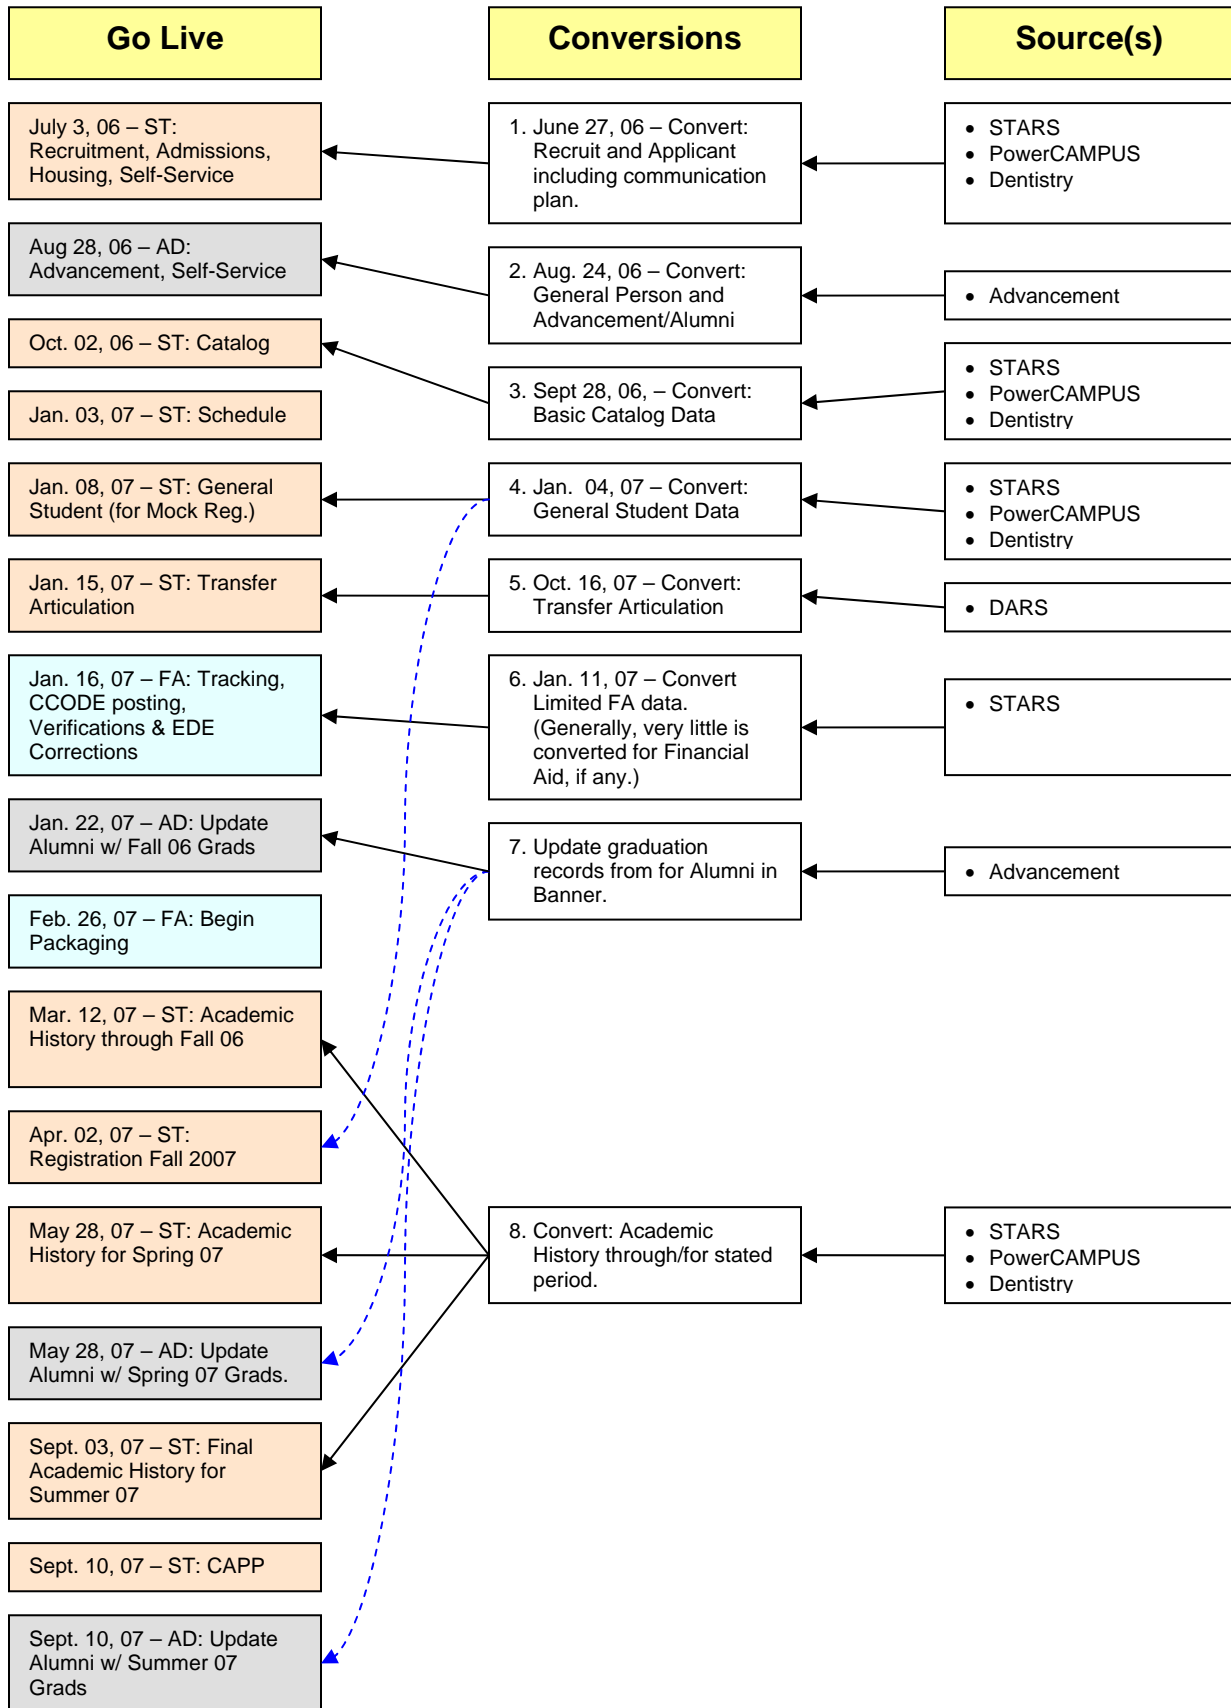 Go Live
July 3, 06 – ST:
Recruitment, Admissions,
Housing, Self-Service
Aug 28, 06 – AD:
Advancement, Self-Service
Oct. 02, 06 – ST: Catalog
Jan. 03, 07 – ST: Schedule
Jan. 08, 07 – ST: General
Student (for Mock Reg.)
Jan. 15, 07 – ST: Transfer
Articulation
Jan. 16, 07 – FA: Tracking,
CCODE posting,
Verifications & EDE
Corrections
Jan. 22, 07 – AD: Update
Alumni w/ Fall 06 Grads
Feb. 26, 07 – FA: Begin
Packaging
Mar. 12, 07 – ST: Academic
History through Fall 06
Apr. 02, 07 – ST:
Registration Fall 2007
May 28, 07 – ST: Academic
History for Spring 07
May 28, 07 – AD: Update
Alumni w/ Spring 07 Grads.
Sept. 03, 07 – ST: Final
Academic History for
Summer 07
Sept. 10, 07 – ST: CAPP
Sept. 10, 07 – AD: Update
Alumni w/ Summer 07
Grads
Conversions
1. June 27, 06 – Convert:
Recruit and Applicant
including communication
plan.
2. Aug. 24, 06 – Convert:
General Person and
Advancement/Alumni
3. Sept 28, 06, – Convert:
Basic Catalog Data
4. Jan.  04, 07 – Convert:
General Student Data
5. Oct. 16, 07 – Convert:
Transfer Articulation
6. Jan. 11, 07 – Convert
Limited FA data.
(Generally, very little is
converted for Financial
Aid, if any.)
7. Update graduation
records from for Alumni in
Banner.
8. Convert: Academic
History through/for stated
period.
Source(s)
• STARS
• PowerCAMPUS
• Dentistry
• Advancement
• STARS
• PowerCAMPUS
• Dentistry
• STARS
• PowerCAMPUS
• Dentistry
• DARS
• STARS
• Advancement
• STARS
• PowerCAMPUS
• Dentistry